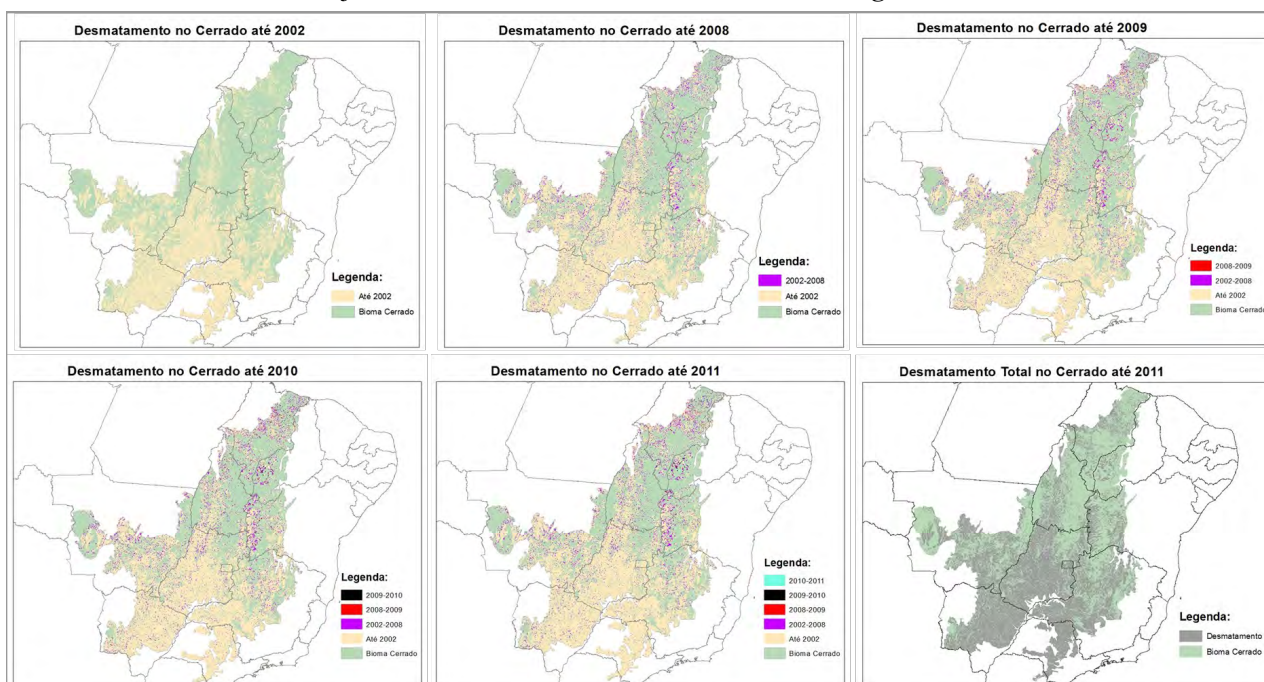 Desmatamento no Cerrado até 2002
Legenda:
Até 2002
Bioma Cerrado
Desmatamento no Cerrado até 2008
Legenda:
2002-2008
Até 2002
Bioma Cerrado
Desmatamento no Cerrado até 2009
Legenda:
2008-2009
2002-2008
Até 2002
Bioma Cerrado
Desmatamento no Cerrado até 2010
Legenda:
2009-2010
2008-2009
2002-2008
Até 2002
Bioma Cerrado
Desmatamento no Cerrado até 2011
Legenda:
2010-2011
2009-2010
2008-2009
2002-2008
Até 2002
Bioma Cerrado
Desmatamento Total no Cerrado até 2011
Legenda:
Desmatamento
Bioma Cerrado